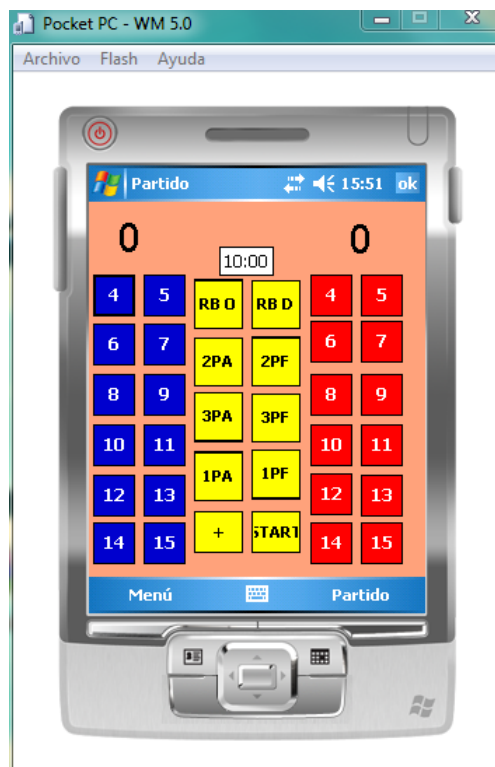 Pocket PC - WM 5.0
Archivo Flash Ayuda
Partido 15:51 ok
0 0
10:00
4 5 RB O RB D 4 5
6 7 2PA 2PF 6 7
8 9 3PA 3PF 8 9
10 11 1PA 1PF 10 11
12 13 12 13
14 15 + START 14 15
Menú Partido